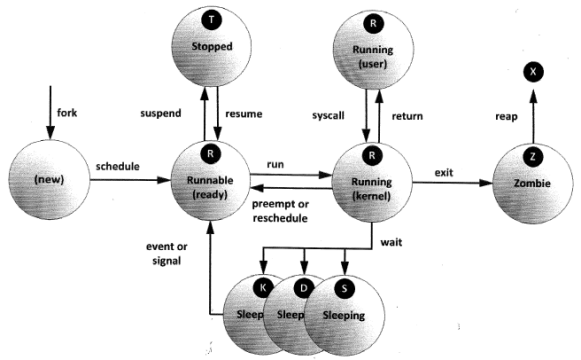 T
Stopped
R
Running
(user)
X
fork
suspend
resume
syscall
return
reap
(new)
schedule
R
Runnable
(ready)
run
preempt or
reschedule
R
Running
(kernel)
exit
Z
Zombie
event or
signal
wait
K
Sleep
D
Sleep
S
Sleeping